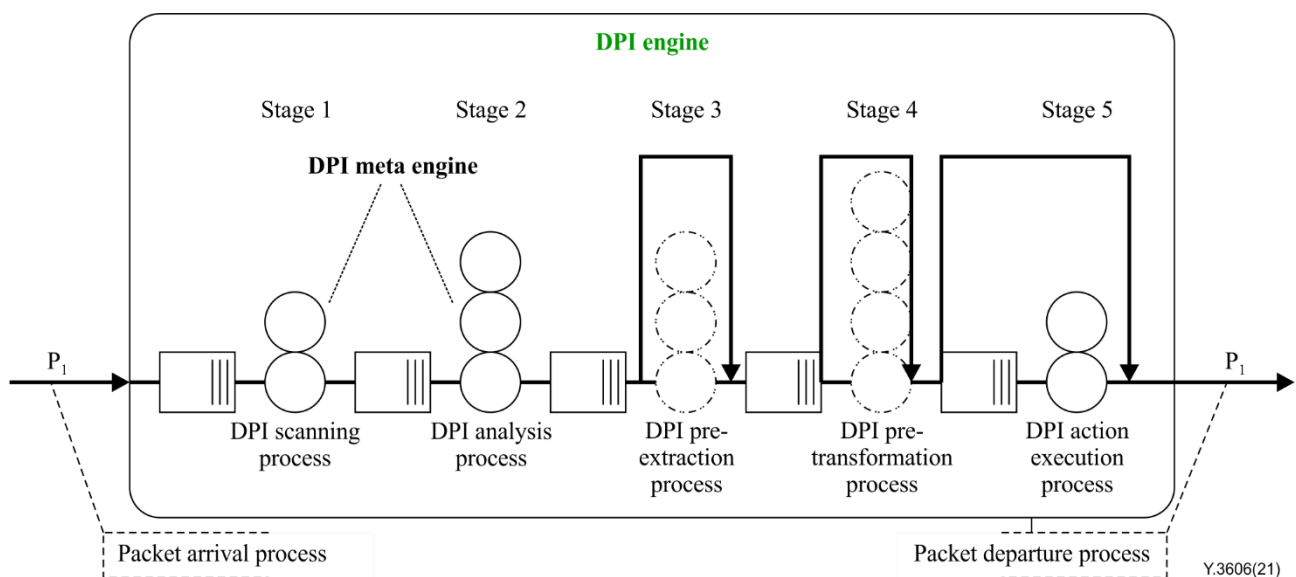 DPI engine
Stage 1
Stage 2
Stage 3
Stage 4
Stage 5
DPI meta engine
P1
P1
DPI scanning
process
DPI analysis
process
DPI pre-
extraction
process
DPI pre-
transformation
process
DPI action
execution
process
Packet arrival process
Packet departure process
Y.3606(21)